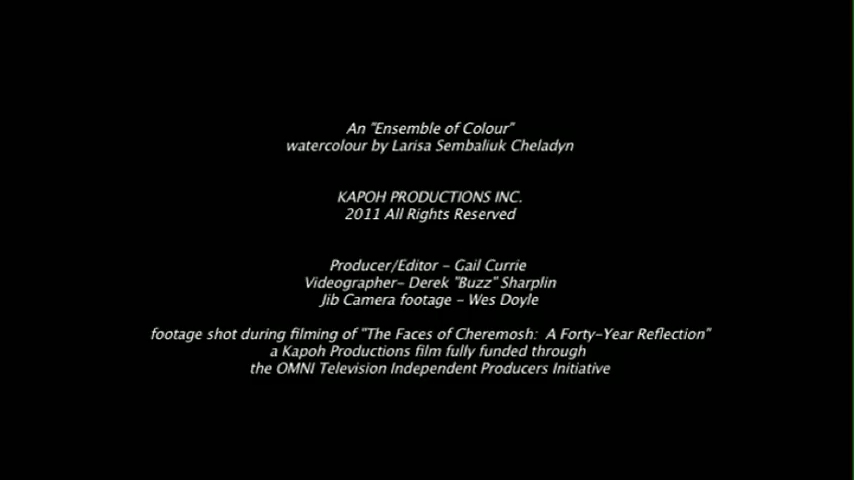 An "Ensemble of Colour"
watercolour by Larisa Sembaliuk Cheladyn
KAPOH PRODUCTIONS INC.
2011 All Rights Reserved
Producer/Editor - Gail Currie
Videographer- Derek "Buzz" Sharplin
Jib Camera footage - Wes Doyle
footage shot during filming of "The Faces of Cheremosh:  A Forty-Year Reflection"
a Kapoh Productions film fully funded through
the OMNI Television Independent Producers Initiative